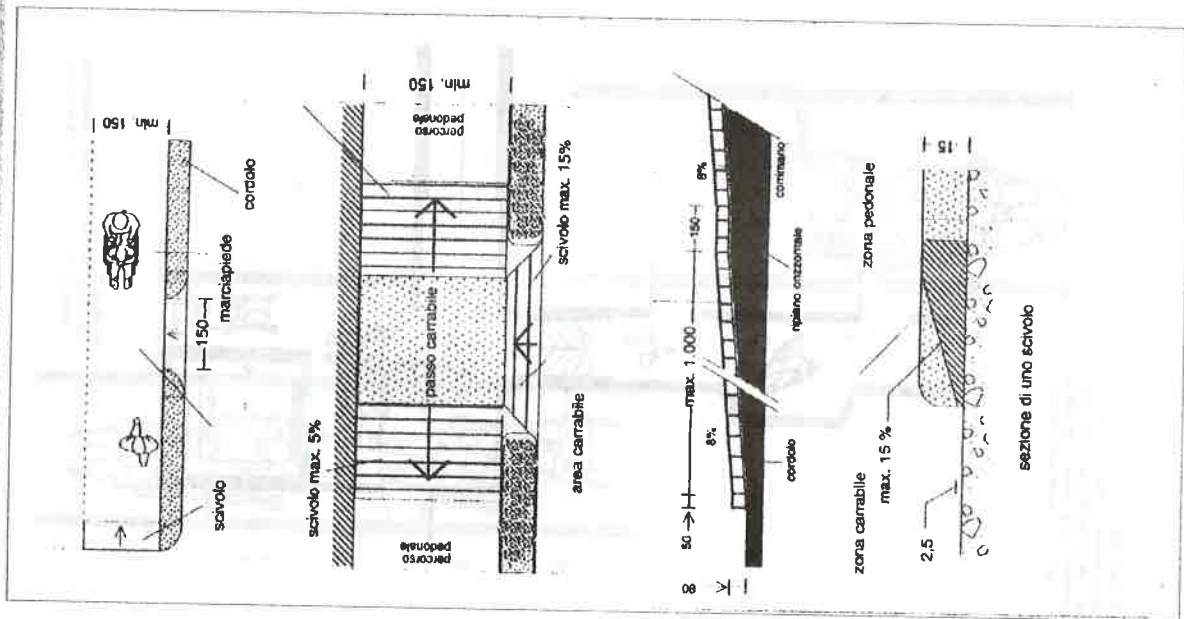 min. 150
cordolo
150
marciapiede
scivolo
min. 150
percorso
pedonale
scivolo max. 15%
passo carrabile
scivolo max. 5%
percorso
pedonale
area carrabile
8%
150
corrimano
ripiano orizzontale
max. 1.000
8%
cordolo
50
80
15
zona pedonale
zona carrabile
max. 15 %
2,5
sezione di uno scivolo